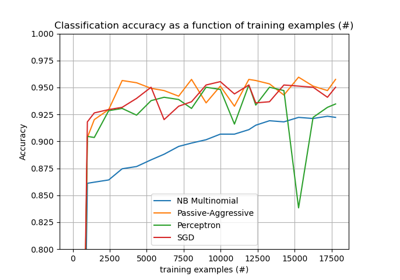 Classification accuracy as a function of training examples (#)
1.000
0.975
0.950
0.925
0.900
0.875
0.850
0.825
0.800
Accuracy
NB Multinomial
Passive-Aggressive
Perceptron
SGD
0 2500 5000 7500 10000 12500 15000 17500
training examples (#)